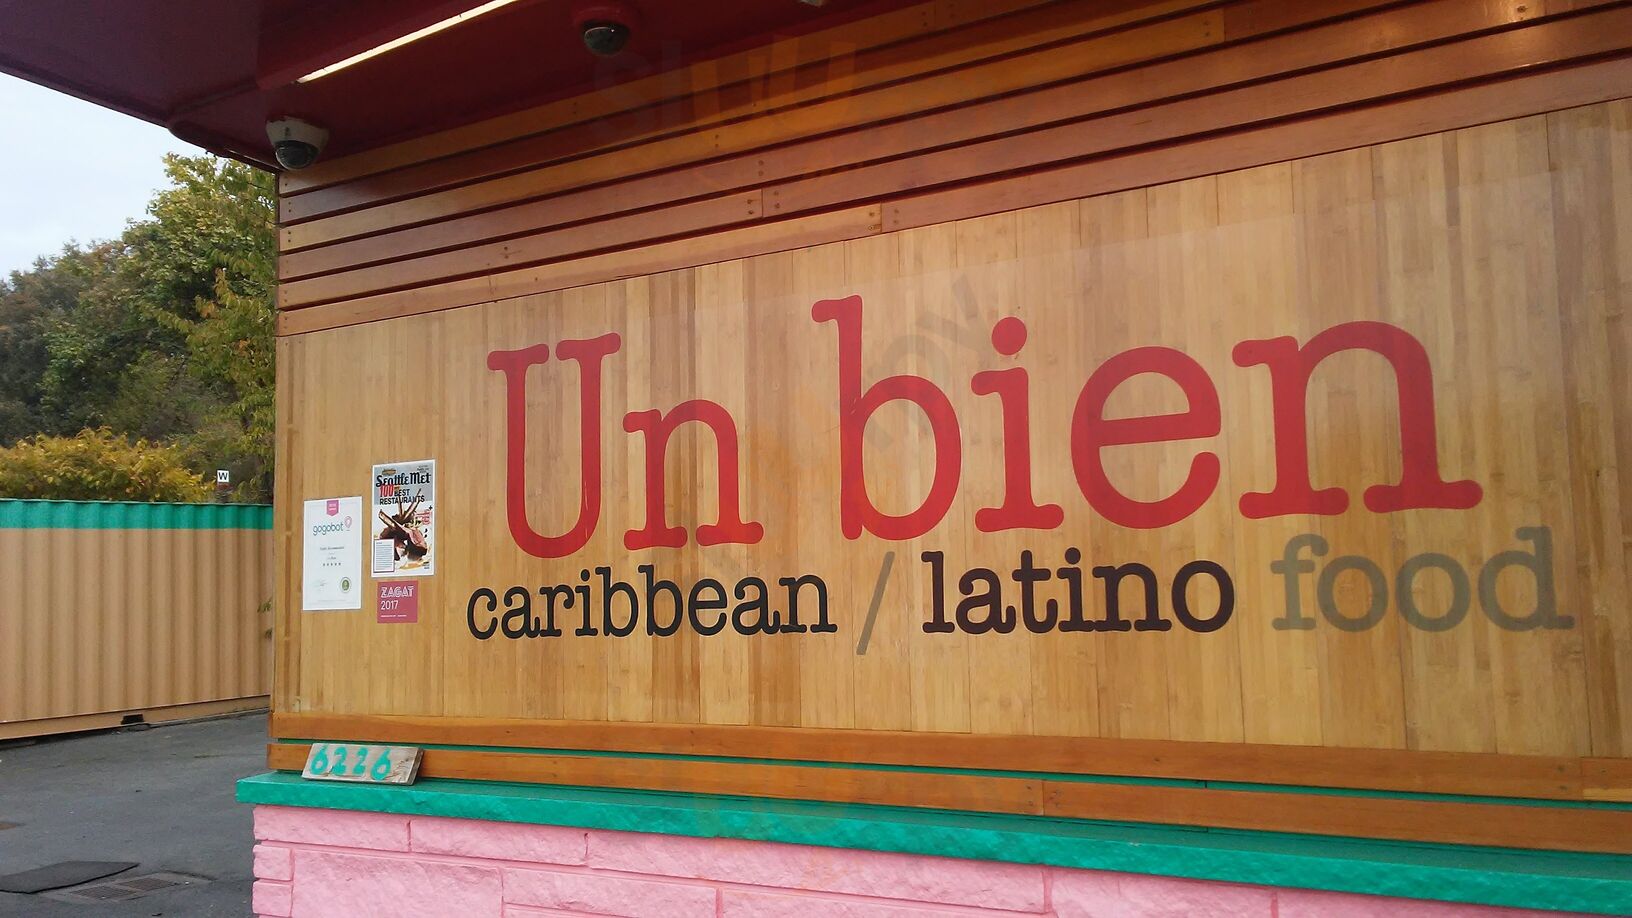 Un bien
caribbean / latino food
gogobot
Seattle Met
100 BEST
RESTAURANTS
ZAGAT
2017
6226
W